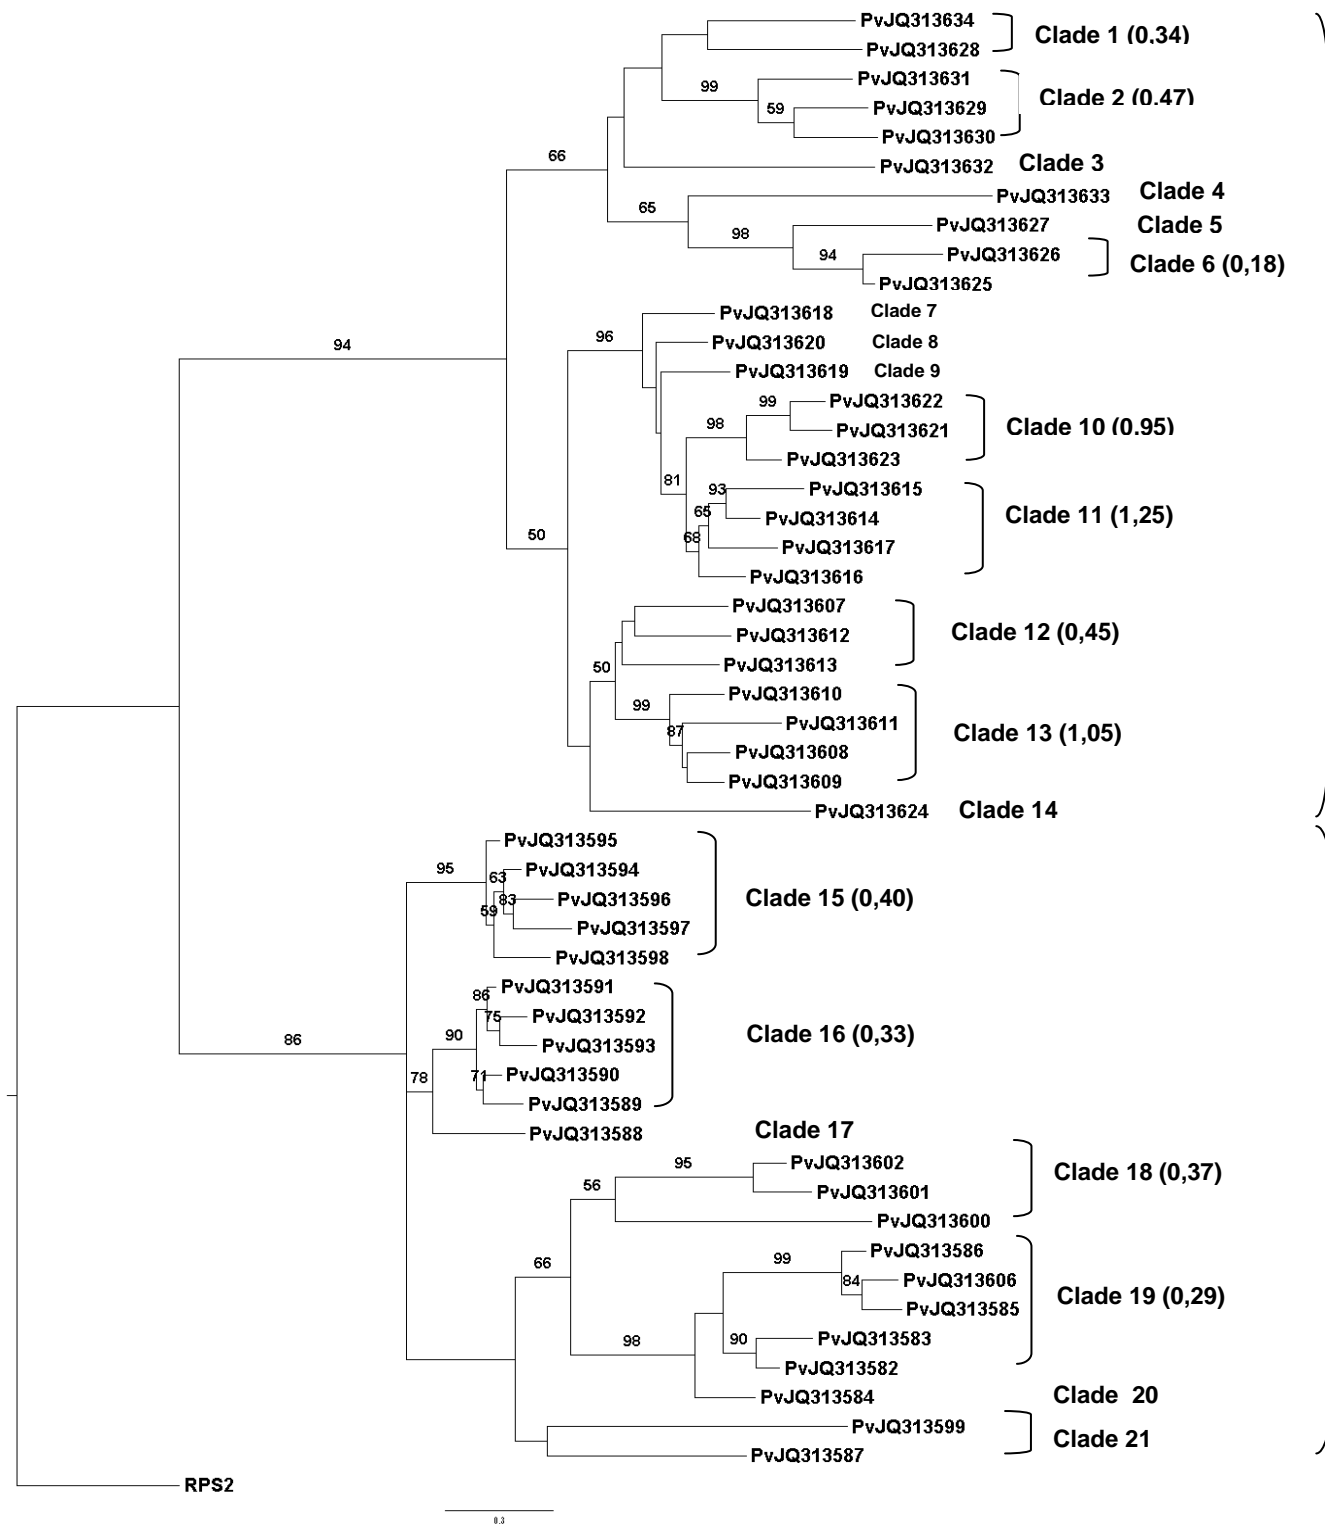 PvJQ313634
Clade 1 (0,34)
PvJQ313628
PvJQ313631
99
Clade 2 (0.47)
59
PvJQ313629
PvJQ313630
66
PvJQ313632 Clade 3
PvJQ313633 Clade 4
65
PvJQ313627 Clade 5
98
94
PvJQ313626
Clade 6 (0,18)
PvJQ313625
PvJQ313618 Clade 7
96
PvJQ313620 Clade 8
94
PvJQ313619 Clade 9
99
PvJQ313622
98
PvJQ313621
Clade 10 (0.95)
PvJQ313623
81
93
PvJQ313615
65
PvJQ313614
Clade 11 (1,25)
50
68
PvJQ313617
PvJQ313616
PvJQ313607
PvJQ313612
Clade 12 (0,45)
50
PvJQ313613
PvJQ313610
99
PvJQ313611
87
Clade 13 (1,05)
PvJQ313608
PvJQ313609
PvJQ313624 Clade 14
PvJQ313595
95
63
PvJQ313594
83
PvJQ313596
Clade 15 (0,40)
59
PvJQ313597
PvJQ313598
PvJQ313591
86
75
PvJQ313592
90
Clade 16 (0,33)
86
PvJQ313593
78
71
PvJQ313590
PvJQ313589
PvJQ313588
Clade 17
95
PvJQ313602
Clade 18 (0,37)
56
PvJQ313601
PvJQ313600
PvJQ313586
99
66
84
PvJQ313606
Clade 19 (0,29)
PvJQ313585
98
90
PvJQ313583
PvJQ313582
PvJQ313584 Clade 20
PvJQ313599
Clade 21
PvJQ313587
RPS2
0.3